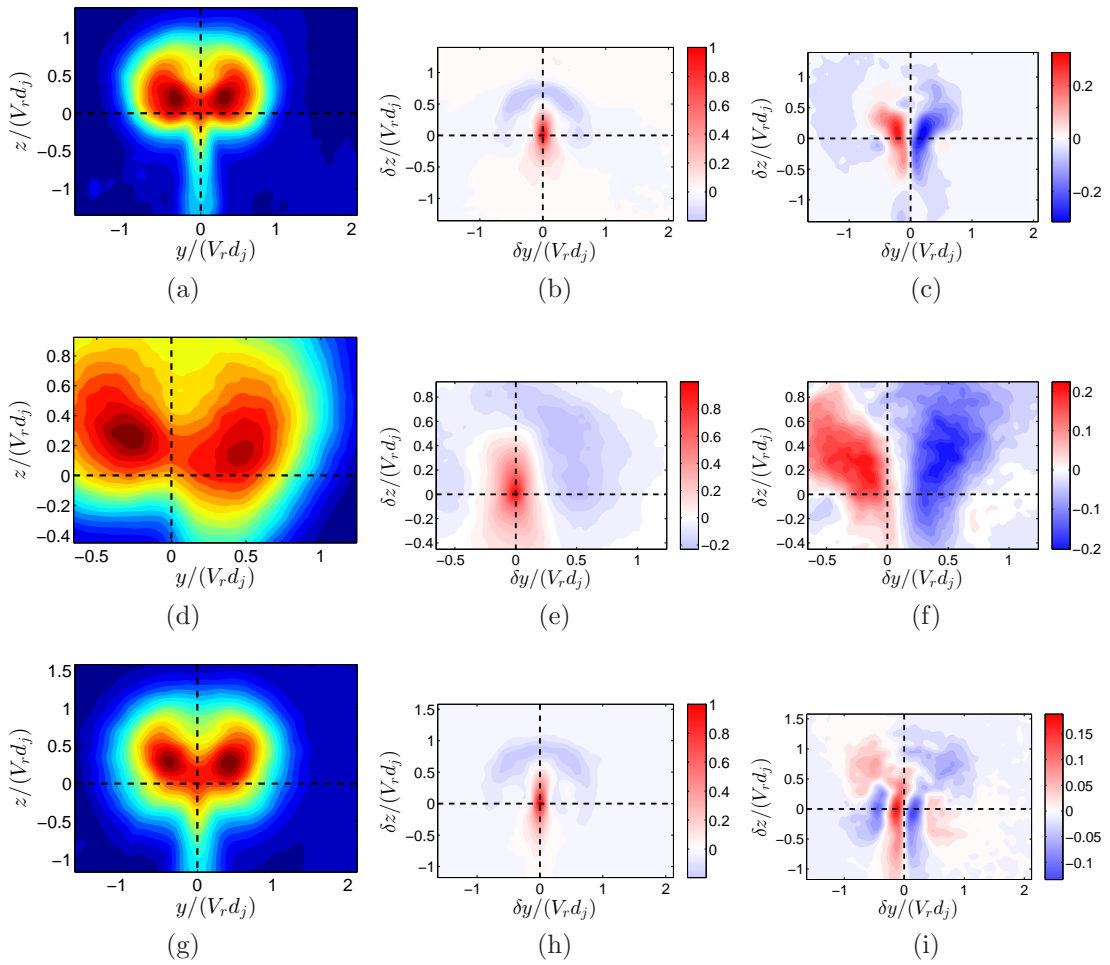 1
0.5
0
−0.5
−1
z/(V_r d_j)
−1 0 1 2
y/(V_r d_j)
(a)
1.5
1
0.5
0
−0.5
−1
δz/(V_r d_j)
−1 0 1 2
δy/(V_r d_j)
1
0.8
0.6
0.4
0.2
0
(b)
1.5
1
0.5
0
−0.5
−1
δz/(V_r d_j)
−1 0 1
δy/(V_r d_j)
0.2
0
−0.2
(c)
0.8
0.6
0.4
0.2
0
−0.2
−0.4
z/(V_r d_j)
−0.5 0 0.5 1
y/(V_r d_j)
(d)
0.8
0.6
0.4
0.2
0
−0.2
−0.4
δz/(V_r d_j)
−0.5 0 0.5 1
δy/(V_r d_j)
0.8
0.6
0.4
0.2
0
−0.2
(e)
0.8
0.6
0.4
0.2
0
−0.2
−0.4
δz/(V_r d_j)
−0.5 0 0.5 1
δy/(V_r d_j)
0.2
0.1
0
−0.1
−0.2
(f)
1.5
1
0.5
0
−0.5
−1
z/(V_r d_j)
−1 0 1 2
y/(V_r d_j)
(g)
1.5
1
0.5
0
−0.5
−1
δz/(V_r d_j)
−1 0 1 2
δy/(V_r d_j)
1
0.8
0.6
0.4
0.2
0
(h)
1.5
1
0.5
0
−0.5
−1
δz/(V_r d_j)
−1 0 1 2
δy/(V_r d_j)
0.15
0.1
0.05
0
−0.05
−0.1
(i)